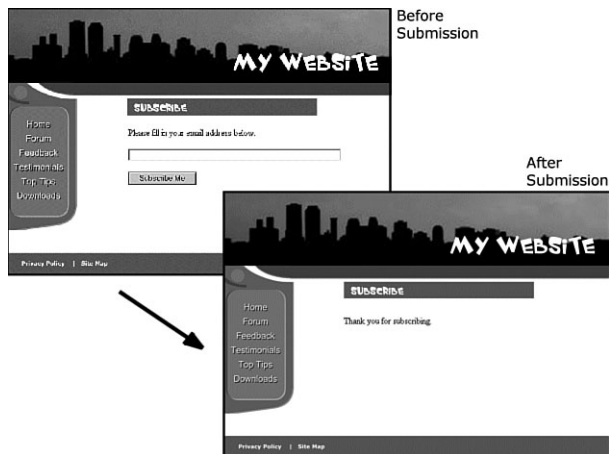 Before
Submission
MY WEBSITE
SUBSCRIBE
Please fill in your email address below.
Home
Forum
Feedback
Testimonials
Top Tips
Downloads
Subscribe Me
Privacy Policy | Site Map
After
Submission
MY WEBSITE
SUBSCRIBE
Thank you for subscribing.
Home
Forum
Feedback
Testimonials
Top Tips
Downloads
Privacy Policy | Site Map